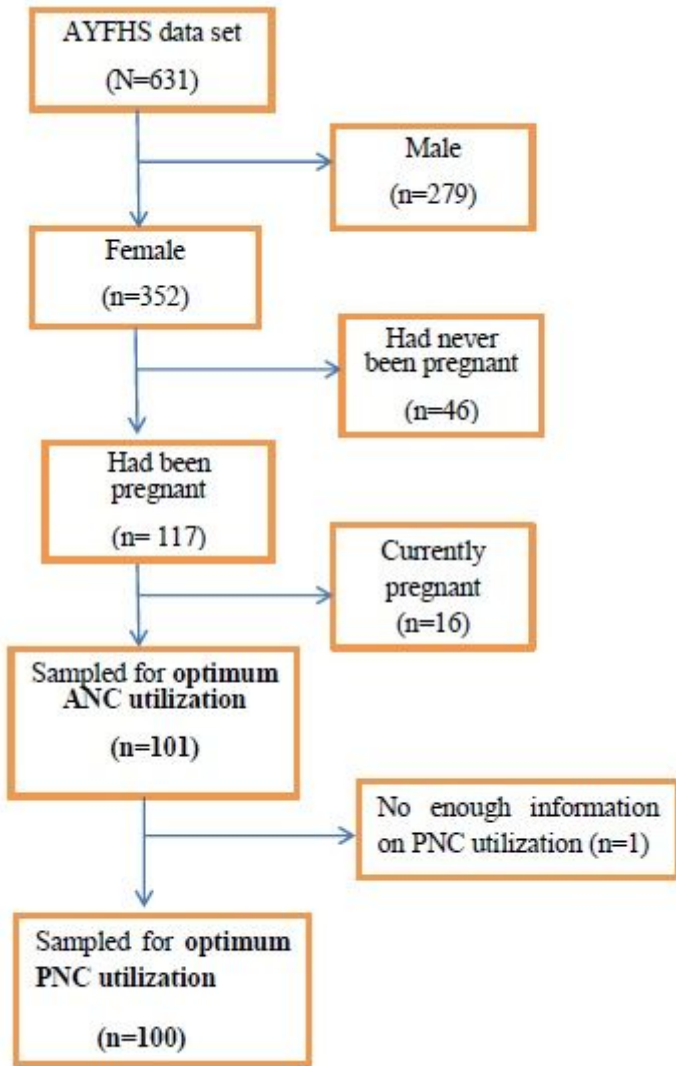 AYFHS data set
(N=631)
Male
(n=279)
Female
(n=352)
Had never
been pregnant
(n=46)
Had been
pregnant
(n= 117)
Currently
pregnant
(n=16)
Sampled for optimum
ANC utilization
(n=101)
No enough information
on PNC utilization (n=1)
Sampled for optimum
PNC utilization
(n=100)